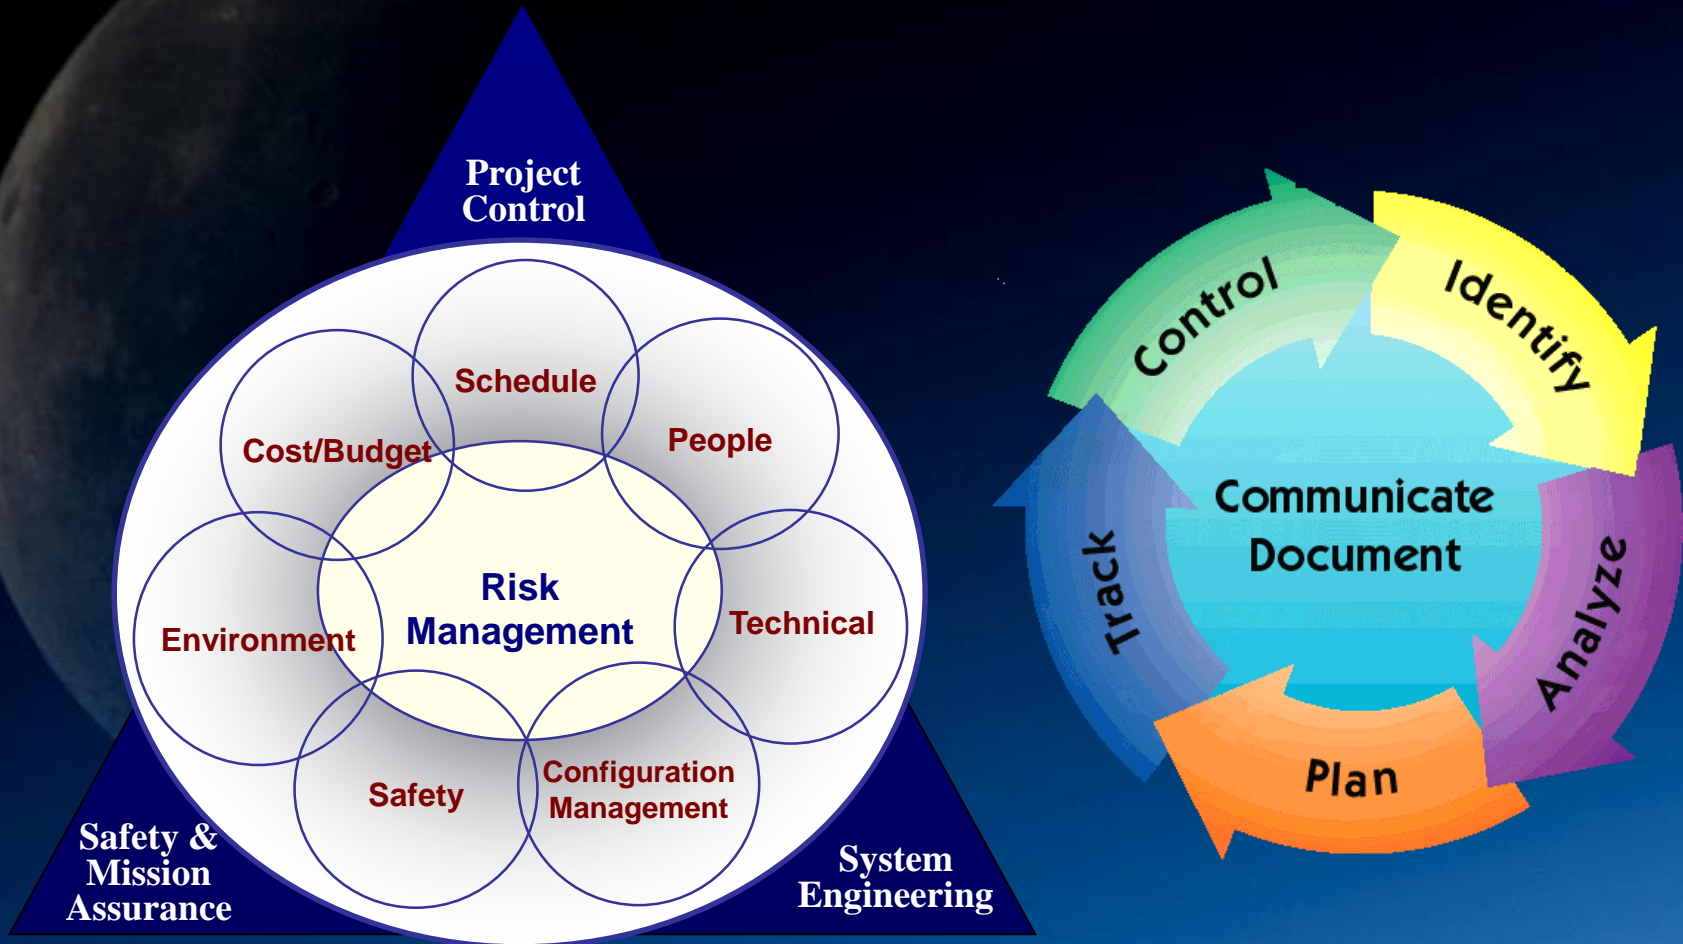 Project
Control
Schedule
Cost/Budget
People
Risk
Management
Environment
Technical
Safety
Configuration
Management
Safety &
Mission
Assurance
System
Engineering
Control
Identify
Analyze
Plan
Track
Communicate
Document